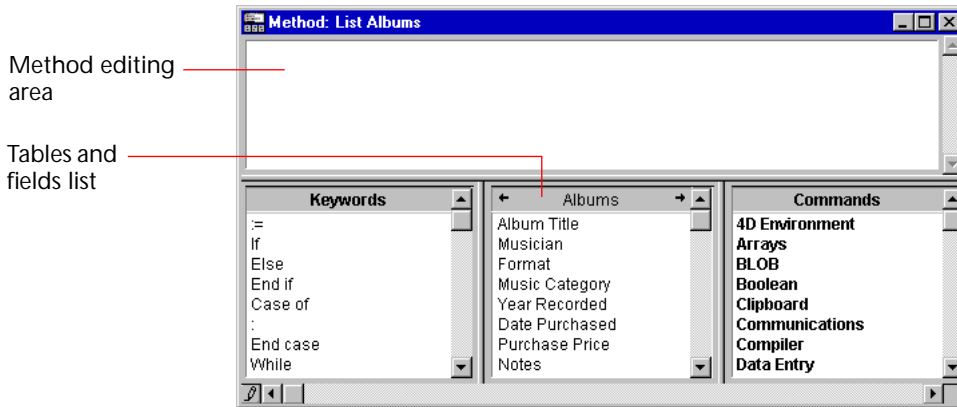 Method: List Albums
Method editing
area
Tables and
fields list
Keywords
:=
If
Else
End if
Case of
:
End case
While
Albums
Album Title
Musician
Format
Music Category
Year Recorded
Date Purchased
Purchase Price
Notes
Commands
4D Environment
Arrays
BLOB
Boolean
Clipboard
Communications
Compiler
Data Entry